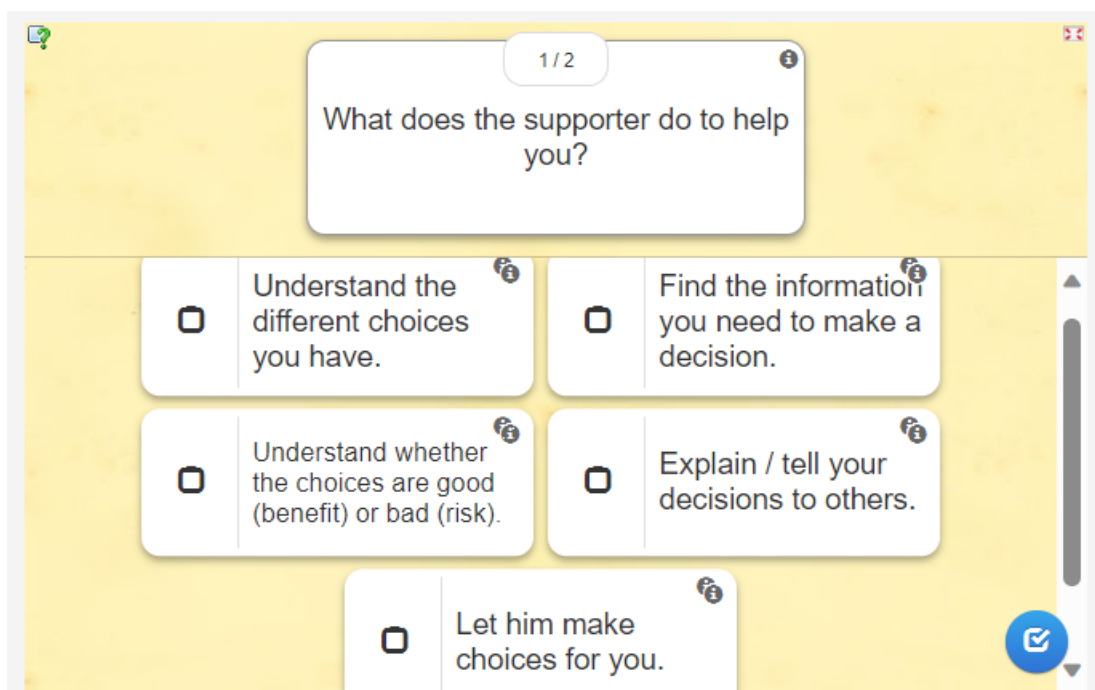 1 / 2
What does the supporter do to help
you?
Understand the
different choices
you have.
Find the information
you need to make a
decision.
Understand whether
the choices are good
(benefit) or bad (risk).
Explain / tell your
decisions to others.
Let him make
choices for you.